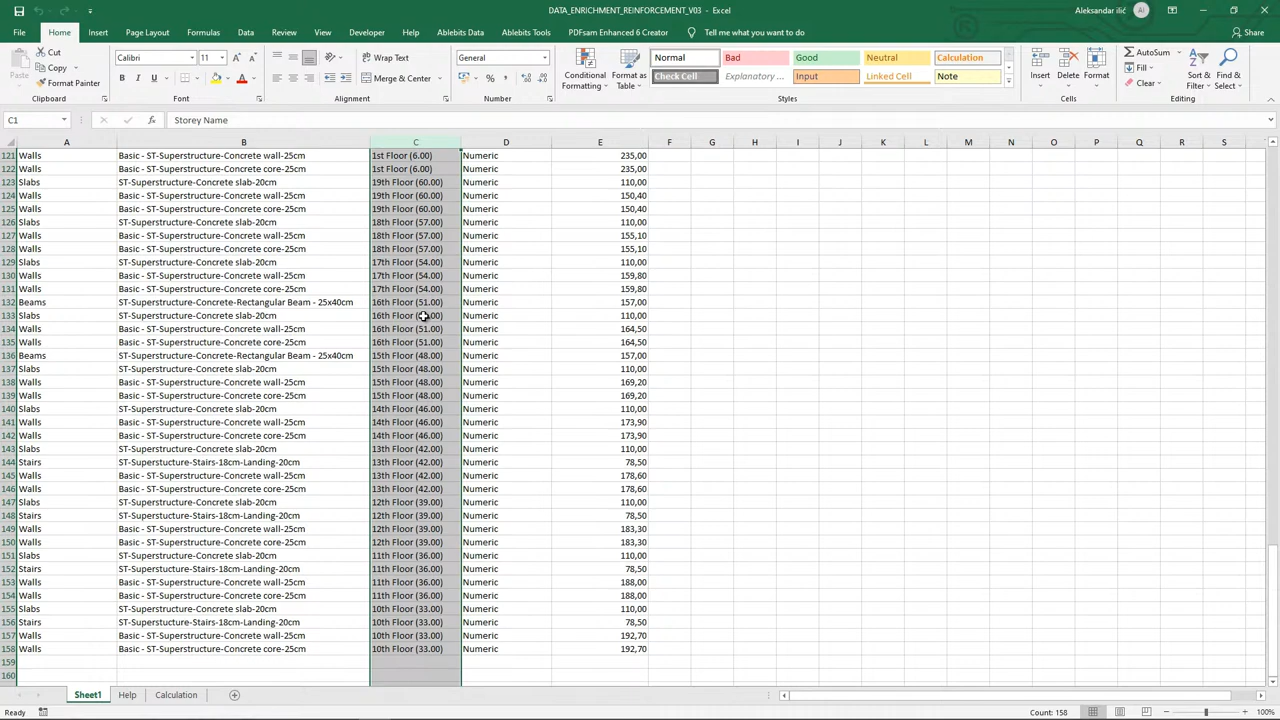 DATA_ENRICHMENT_REINFORCEMENT_V03 - Excel
Aleksandar ilić
AI
File Home Insert Page Layout Formulas Data Review View Developer Help Ablebits Data Ablebits Tools PDFsam Enhanced 6 Creator Tell me what you want to do Share
Paste
Cut
Copy
Format Painter
Clipboard
Calibri 11
B I U
Font
Wrap Text
Merge & Center
Alignment
General
Number
Conditional Formatting
Format as Table
Normal Bad Good Neutral Calculation
Check Cell Explanatory ... Input Linked Cell Note
Styles
Insert Delete Format
Cells
AutoSum
Fill
Clear
Sort & Filter
Find & Select
Editing
C1 fx Storey Name
A B C D E F G H I J K L M N O P Q R S
121 Walls Basic - ST-Superstructure-Concrete wall-25cm 1st Floor (6.00) Numeric 235,00
122 Walls Basic - ST-Superstructure-Concrete core-25cm 1st Floor (6.00) Numeric 235,00
123 Slabs ST-Superstructure-Concrete slab-20cm 19th Floor (60.00) Numeric 110,00
124 Walls Basic - ST-Superstructure-Concrete wall-25cm 19th Floor (60.00) Numeric 150,40
125 Walls Basic - ST-Superstructure-Concrete core-25cm 19th Floor (60.00) Numeric 150,40
126 Slabs ST-Superstructure-Concrete slab-20cm 18th Floor (57.00) Numeric 110,00
127 Walls Basic - ST-Superstructure-Concrete wall-25cm 18th Floor (57.00) Numeric 155,10
128 Walls Basic - ST-Superstructure-Concrete core-25cm 18th Floor (57.00) Numeric 155,10
129 Slabs ST-Superstructure-Concrete slab-20cm 17th Floor (54.00) Numeric 110,00
130 Walls Basic - ST-Superstructure-Concrete wall-25cm 17th Floor (54.00) Numeric 159,80
131 Walls Basic - ST-Superstructure-Concrete core-25cm 17th Floor (54.00) Numeric 159,80
132 Beams ST-Superstructure-Concrete-Rectangular Beam - 25x40cm 16th Floor (51.00) Numeric 157,00
133 Slabs ST-Superstructure-Concrete slab-20cm 16th Floor Numeric 110,00
134 Walls Basic - ST-Superstructure-Concrete wall-25cm 16th Floor (51.00) Numeric 164,50
135 Walls Basic - ST-Superstructure-Concrete core-25cm 16th Floor (51.00) Numeric 164,50
136 Beams ST-Superstructure-Concrete-Rectangular Beam - 25x40cm 15th Floor (48.00) Numeric 157,00
137 Slabs ST-Superstructure-Concrete slab-20cm 15th Floor (48.00) Numeric 110,00
138 Walls Basic - ST-Superstructure-Concrete wall-25cm 15th Floor (48.00) Numeric 169,20
139 Walls Basic - ST-Superstructure-Concrete core-25cm 15th Floor (48.00) Numeric 169,20
140 Slabs ST-Superstructure-Concrete slab-20cm 14th Floor (46.00) Numeric 110,00
141 Walls Basic - ST-Superstructure-Concrete wall-25cm 14th Floor (46.00) Numeric 173,90
142 Walls Basic - ST-Superstructure-Concrete core-25cm 14th Floor (46.00) Numeric 173,90
143 Slabs ST-Superstructure-Concrete slab-20cm 13th Floor (42.00) Numeric 110,00
144 Stairs ST-Superstucture-Stairs-18cm-Landing-20cm 13th Floor (42.00) Numeric 78,50
145 Walls Basic - ST-Superstructure-Concrete wall-25cm 13th Floor (42.00) Numeric 178,60
146 Walls Basic - ST-Superstructure-Concrete core-25cm 13th Floor (42.00) Numeric 178,60
147 Slabs ST-Superstructure-Concrete slab-20cm 12th Floor (39.00) Numeric 110,00
148 Stairs ST-Superstucture-Stairs-18cm-Landing-20cm 12th Floor (39.00) Numeric 78,50
149 Walls Basic - ST-Superstructure-Concrete wall-25cm 12th Floor (39.00) Numeric 183,30
150 Walls Basic - ST-Superstructure-Concrete core-25cm 12th Floor (39.00) Numeric 183,30
151 Slabs ST-Superstructure-Concrete slab-20cm 11th Floor (36.00) Numeric 110,00
152 Stairs ST-Superstucture-Stairs-18cm-Landing-20cm 11th Floor (36.00) Numeric 78,50
153 Walls Basic - ST-Superstructure-Concrete wall-25cm 11th Floor (36.00) Numeric 188,00
154 Walls Basic - ST-Superstructure-Concrete core-25cm 11th Floor (36.00) Numeric 188,00
155 Slabs ST-Superstructure-Concrete slab-20cm 10th Floor (33.00) Numeric 110,00
156 Stairs ST-Superstucture-Stairs-18cm-Landing-20cm 10th Floor (33.00) Numeric 78,50
157 Walls Basic - ST-Superstructure-Concrete wall-25cm 10th Floor (33.00) Numeric 192,70
158 Walls Basic - ST-Superstructure-Concrete core-25cm 10th Floor (33.00) Numeric 192,70
159
160
Sheet1 Help Calculation
Ready Count: 158 100%